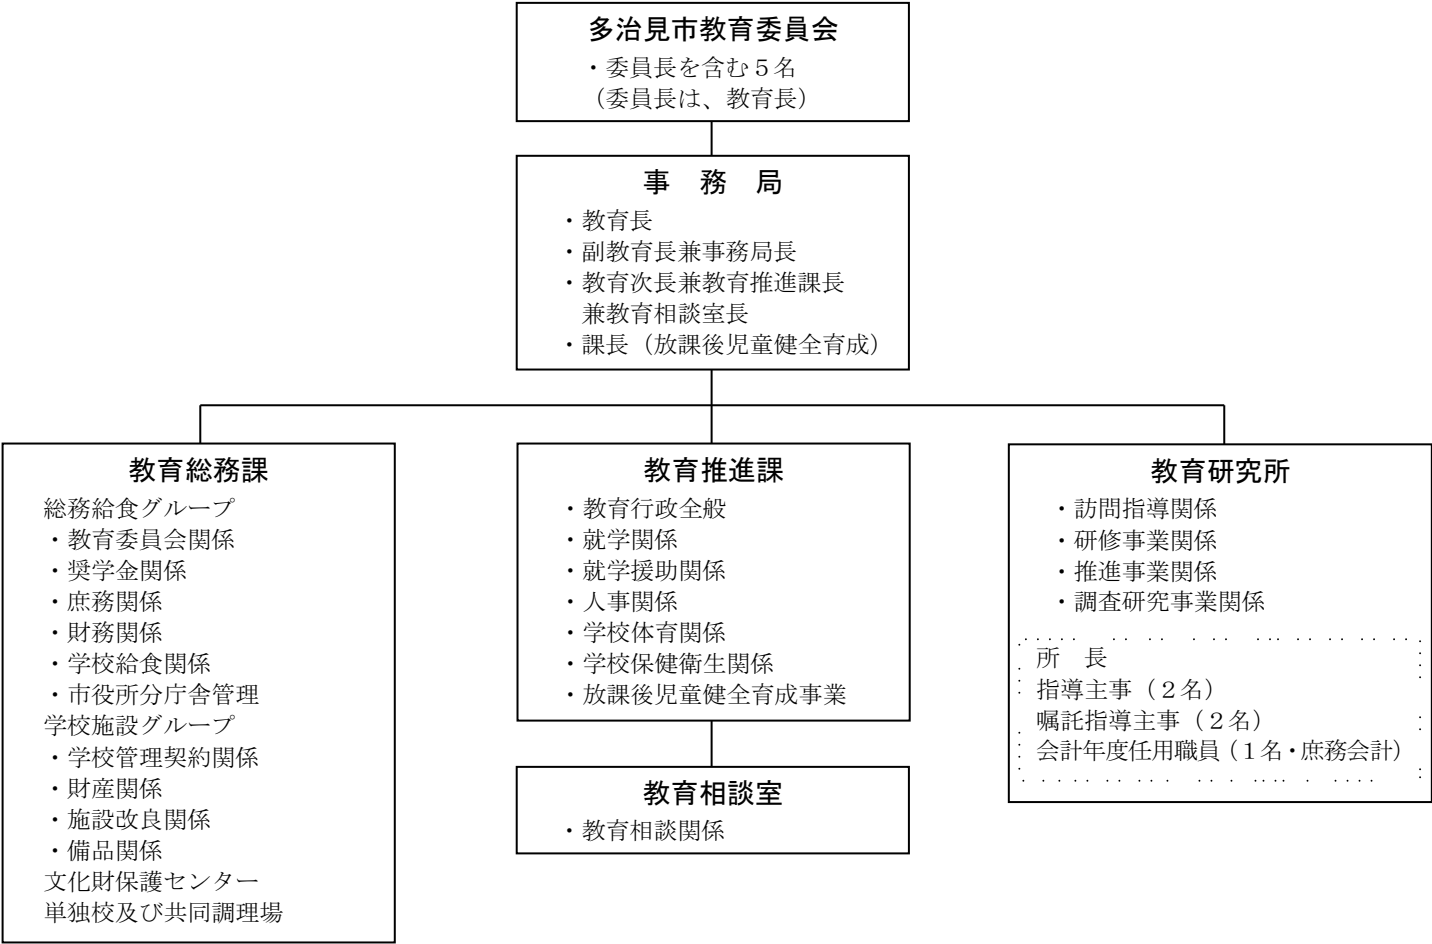 多治見市教育委員会
・委員長を含む５名
（委員長は、教育長）
事　務　局
・教育長
・副教育長兼事務局長
・教育次長兼教育推進課長
兼教育相談室長
・課長（放課後児童健全育成）
教育総務課
総務給食グループ
・教育委員会関係
・奨学金関係
・庶務関係
・財務関係
・学校給食関係
・市役所分庁舎管理
学校施設グループ
・学校管理契約関係
・財産関係
・施設改良関係
・備品関係
文化財保護センター
単独校及び共同調理場
教育推進課
・教育行政全般
・就学関係
・就学援助関係
・人事関係
・学校体育関係
・学校保健衛生関係
・放課後児童健全育成事業
教育相談室
・教育相談関係
教育研究所
・訪問指導関係
・研修事業関係
・推進事業関係
・調査研究事業関係
所　長
指導主事（２名）
嘱託指導主事（２名）
会計年度任用職員（１名・庶務会計）